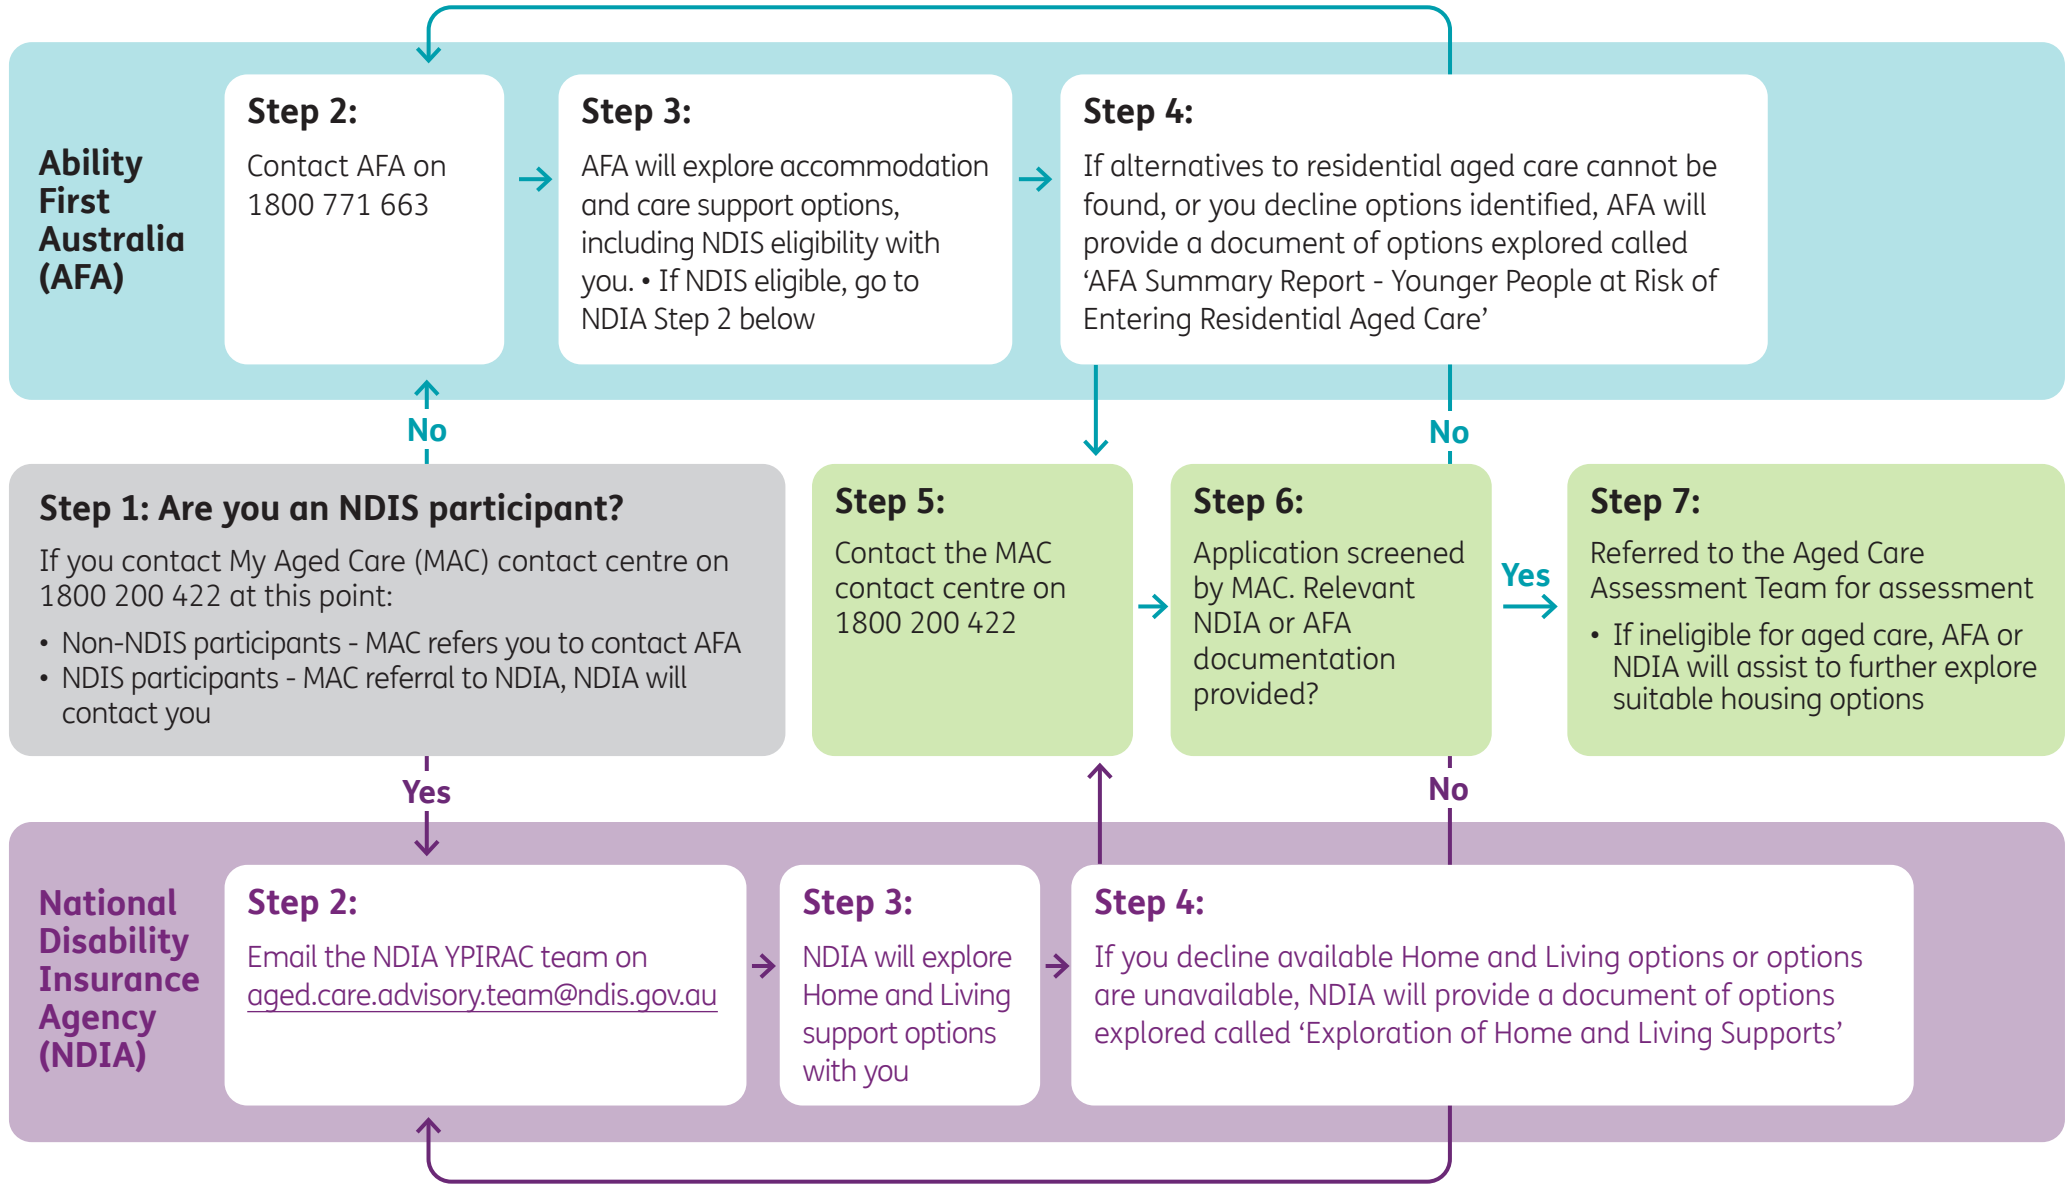 Ability
First
Australia
(AFA)
Step 2:
Contact AFA on
1800 771 663
Step 3:
AFA will explore accommodation
and care support options,
including NDIS eligibility with
you. • If NDIS eligible, go to
NDIA Step 2 below
Step 4:
If alternatives to residential aged care cannot be
found, or you decline options identified, AFA will
provide a document of options explored called
‘AFA Summary Report - Younger People at Risk of
Entering Residential Aged Care’
No
No
Step 1: Are you an NDIS participant?
If you contact My Aged Care (MAC) contact centre on
1800 200 422 at this point:
• Non-NDIS participants - MAC refers you to contact AFA
• NDIS participants - MAC referral to NDIA, NDIA will
contact you
Step 5:
Contact the MAC
contact centre on
1800 200 422
Step 6:
Application screened
by MAC. Relevant
NDIA or AFA
documentation
provided?
Yes
Step 7:
Referred to the Aged Care
Assessment Team for assessment
• If ineligible for aged care, AFA or
NDIA will assist to further explore
suitable housing options
Yes
No
National
Disability
Insurance
Agency
(NDIA)
Step 2:
Email the NDIA YPIRAC team on
aged.care.advisory.team@ndis.gov.au
Step 3:
NDIA will explore
Home and Living
support options
with you
Step 4:
If you decline available Home and Living options or options
are unavailable, NDIA will provide a document of options
explored called ‘Exploration of Home and Living Supports’